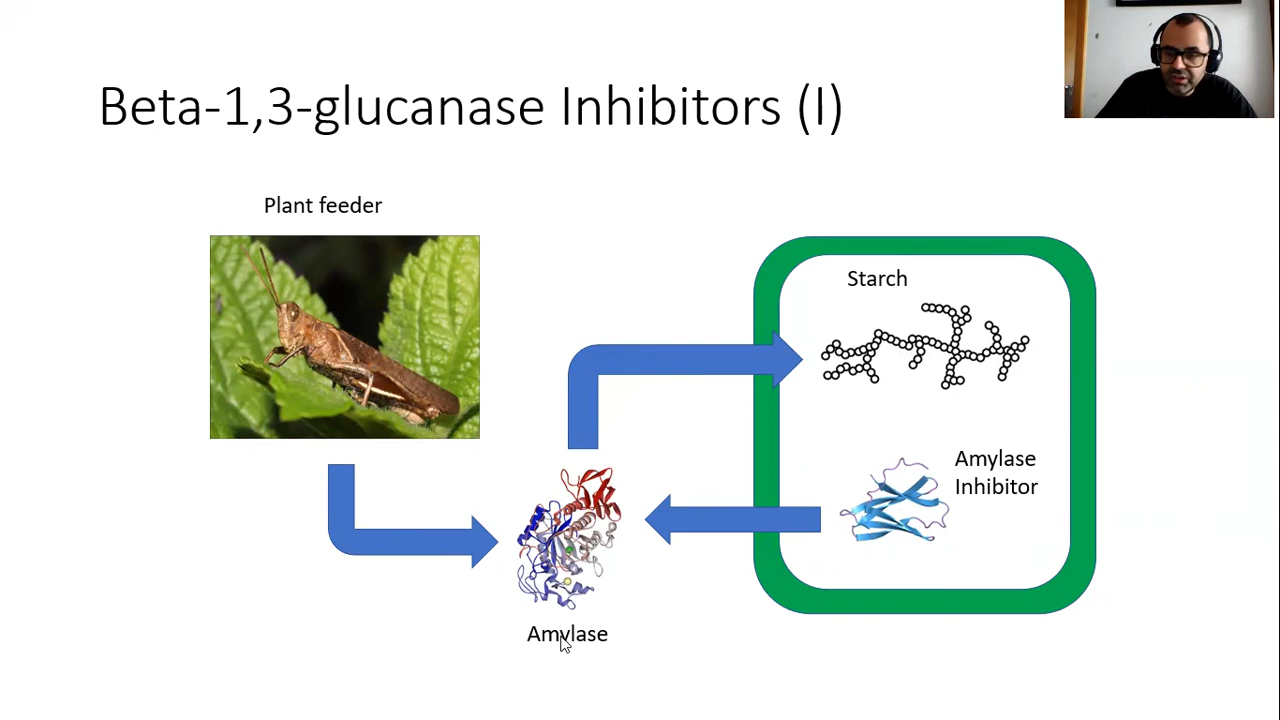 Beta-1,3-glucanase Inhibitors (I)
Plant feeder
Starch
Amylase
Inhibitor
Amylase